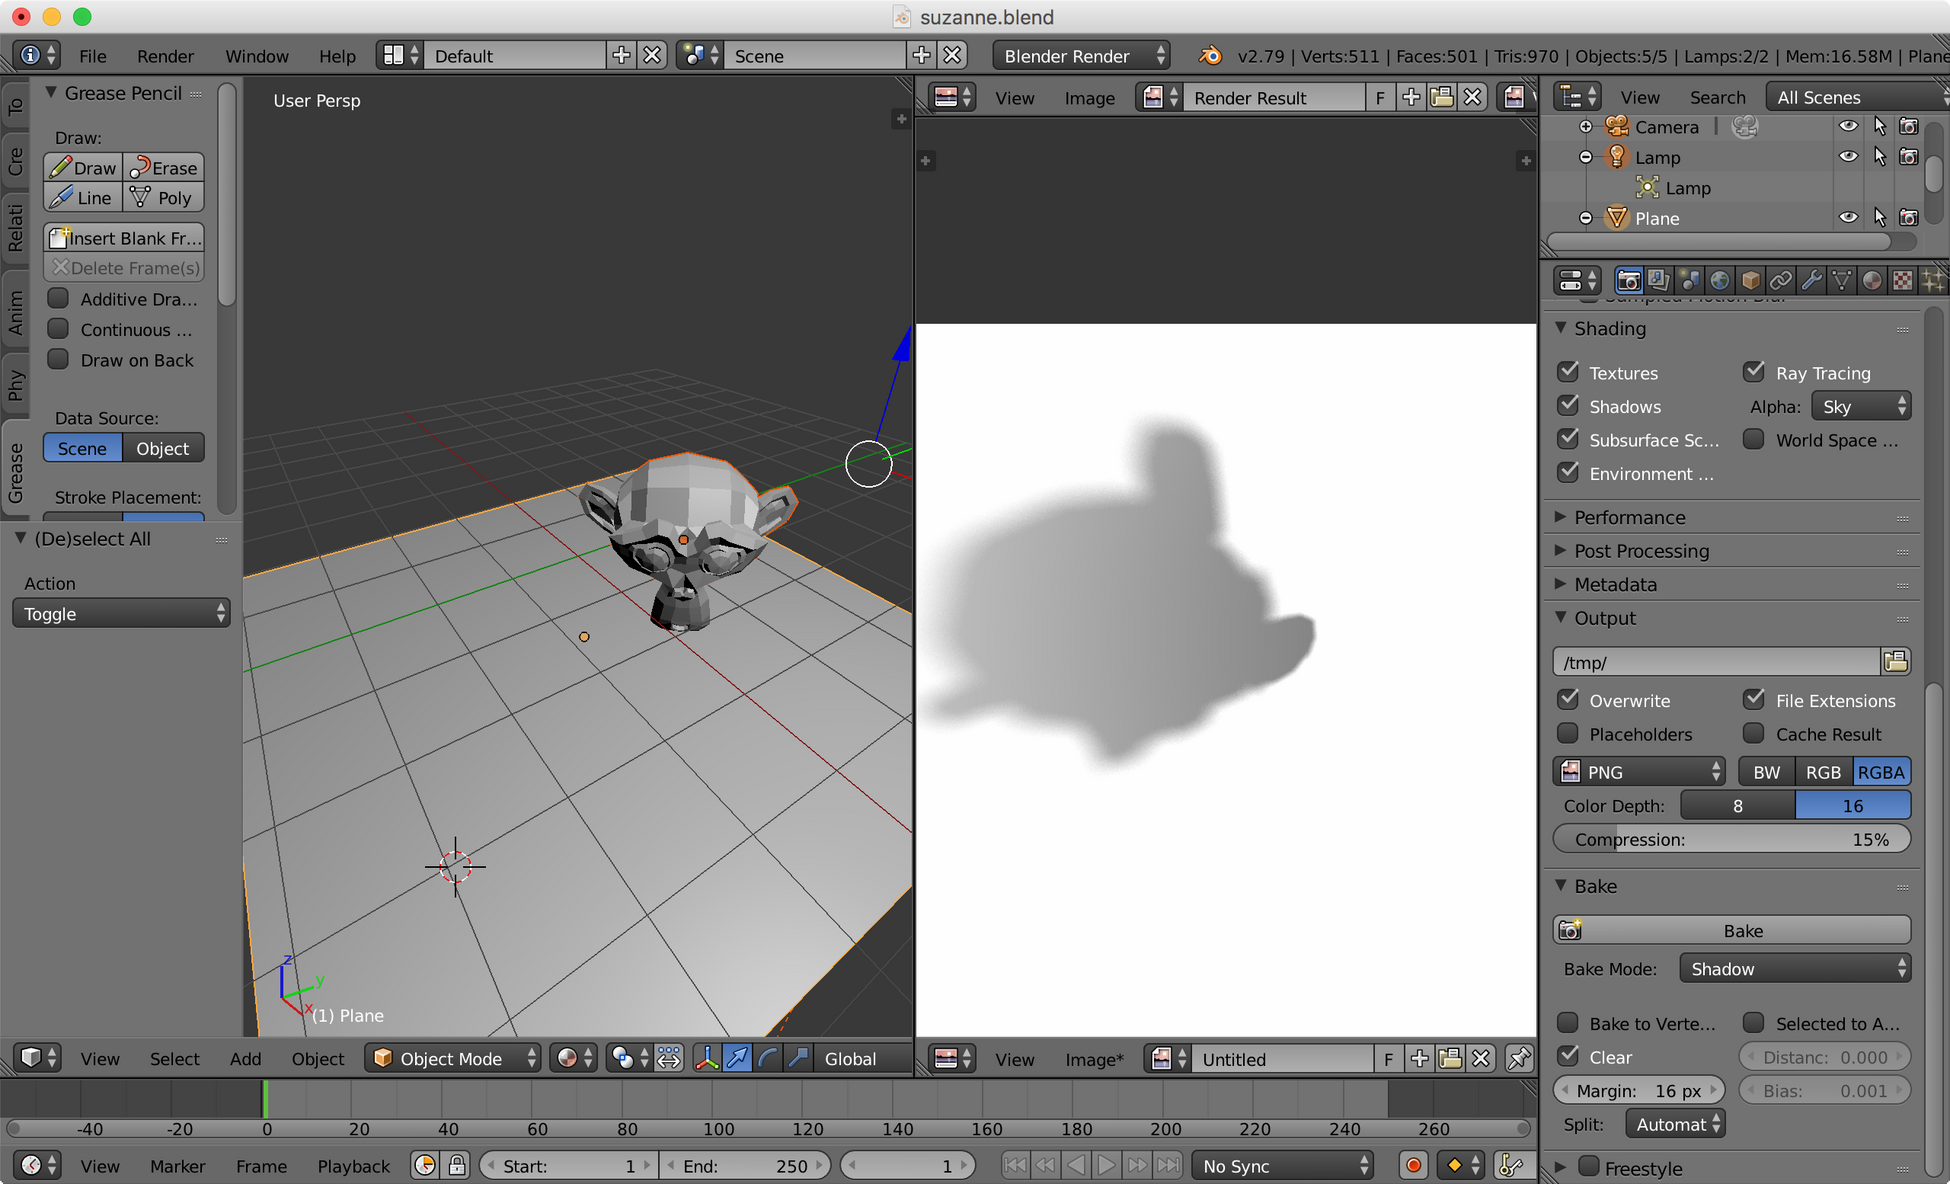 suzanne.blend
File Render Window Help Default Scene Blender Render v2.79 | Verts:511 | Faces:501 | Tris:970 | Objects:5/5 | Lamps:2/2 | Mem:16.58M | Plane
To
Cre
Relati
Anim
Phy
Grease
Grease Pencil
Draw:
Draw Erase
Line Poly
Insert Blank Fr...
Delete Frame(s)
Additive Dra...
Continuous ...
Draw on Back
Data Source:
Scene Object
Stroke Placement:
(De)select All
Action
Toggle
User Persp
z
y
x
(1) Plane
View Select Add Object Object Mode Global
View Image Render Result F
View Image* Untitled F
View Search All Scenes
Camera
Lamp
Lamp
Plane
Shading
Textures Ray Tracing
Shadows Alpha: Sky
Subsurface Sc... World Space ...
Environment ...
Performance
Post Processing
Metadata
Output
/tmp/
Overwrite File Extensions
Placeholders Cache Result
PNG BW RGB RGBA
Color Depth: 8 16
Compression: 15%
Bake
Bake
Bake Mode: Shadow
Bake to Verte... Selected to A...
Clear Distanc: 0.000
Margin: 16 px Bias: 0.001
Split: Automat
Freestyle
-40 -20 0 20 40 60 80 100 120 140 160 180 200 220 240 260
View Marker Frame Playback Start: 1 End: 250 1 No Sync